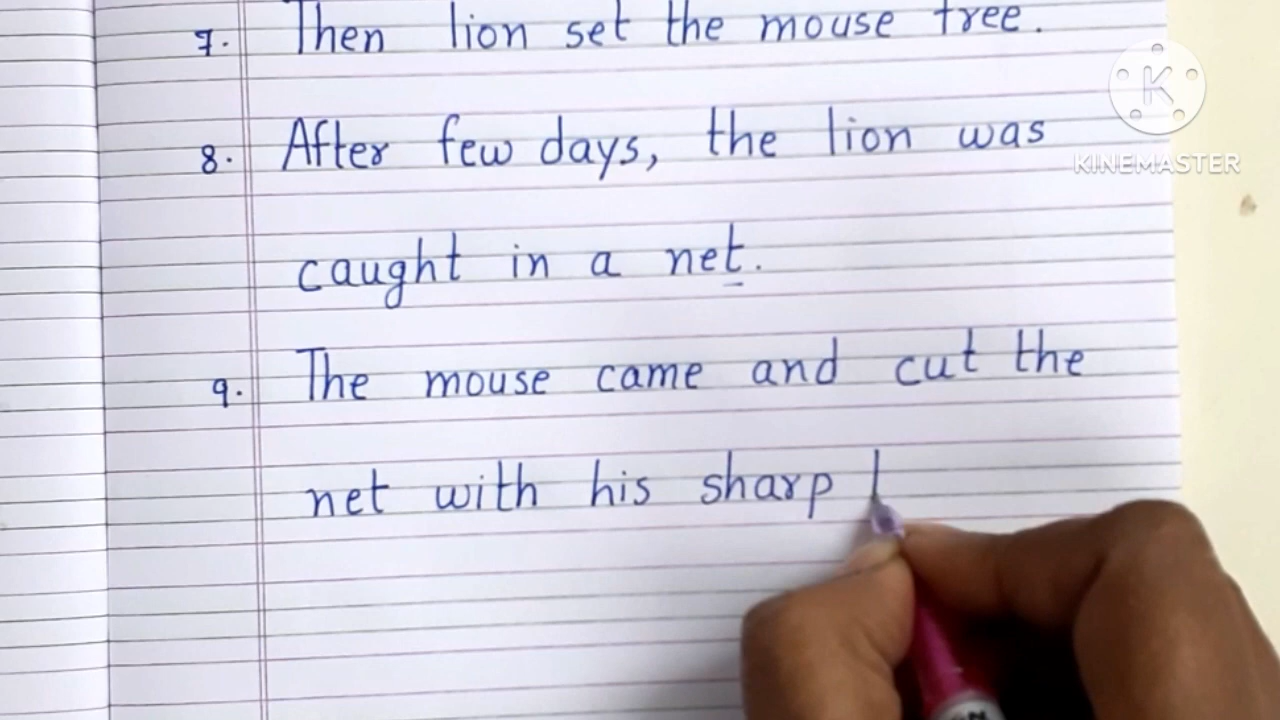 7. Then lion set the mouse free.
8. After few days, the lion was
caught in a net.
9. The mouse came and cut the
net with his sharp
KINEMASTER